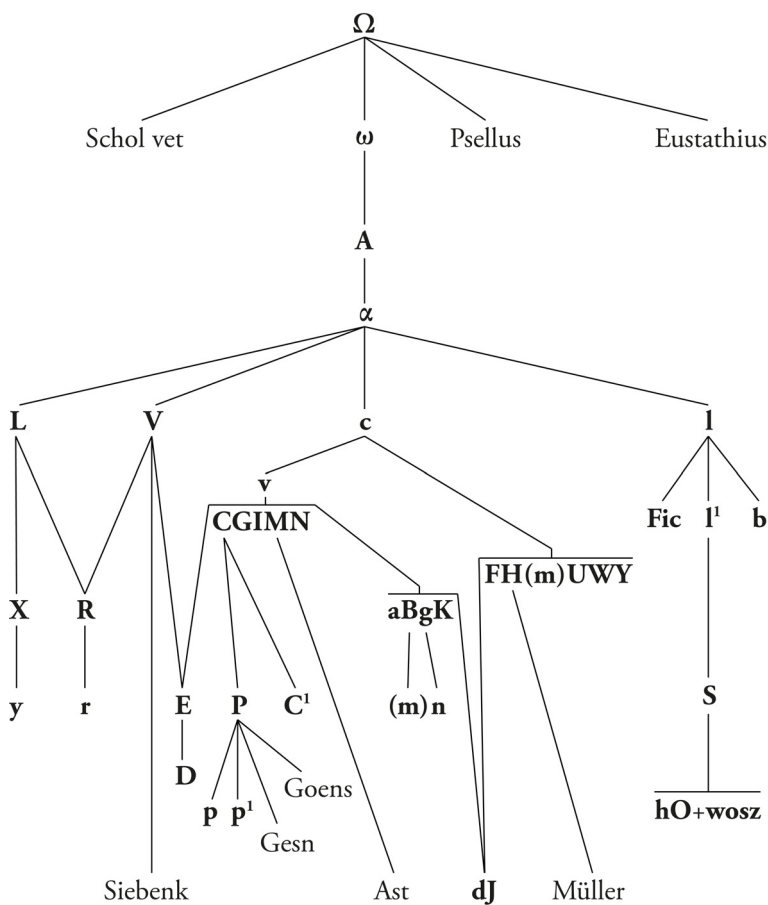 Ω
Schol vet ω Psellus Eustathius
A
α
L V c l
v
CGIMN Fic l¹ b
FH(m)UWY
X R aBgK
y r E P C¹ (m) n S
D
Goens
p p¹ hO+wosz
Gesn
Siebenk Ast dJ Müller